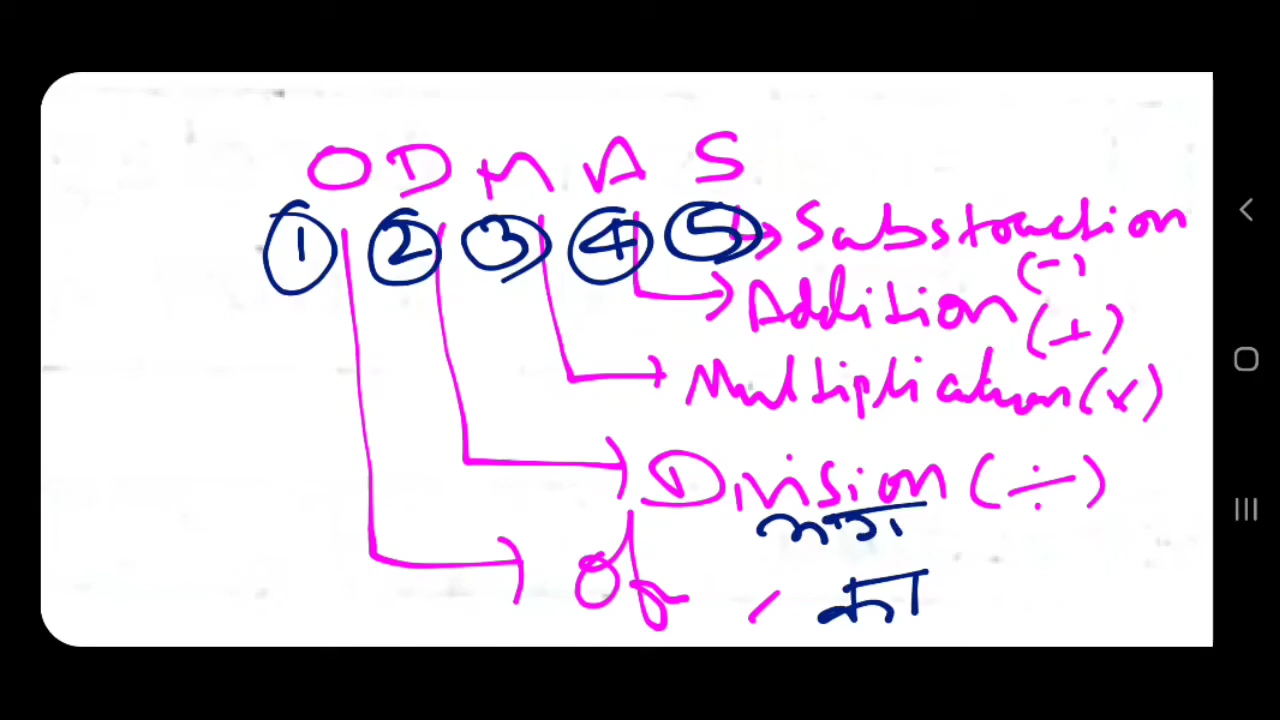 O D M A S
1 2 3 4 5
Substraction
(-)
Addition (+)
Multiplication (×)
Division (÷)
of
का